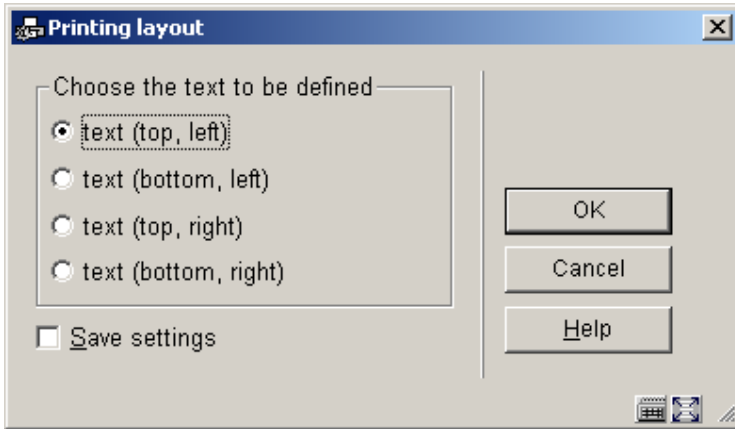 Printing layout
Choose the text to be defined
text (top, left)
text (bottom, left)
text (top, right)
text (bottom, right)
Save settings
OK
Cancel
Help